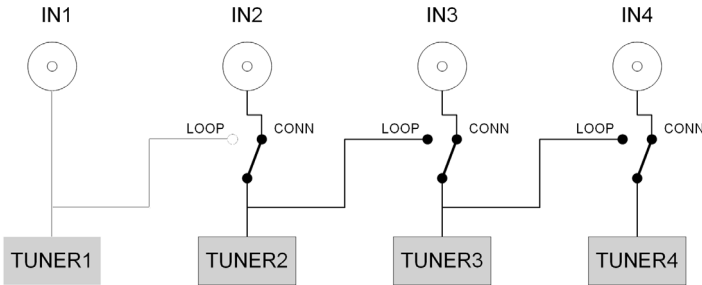 IN1 IN2 IN3 IN4
LOOP CONN LOOP CONN LOOP CONN
TUNER1 TUNER2 TUNER3 TUNER4